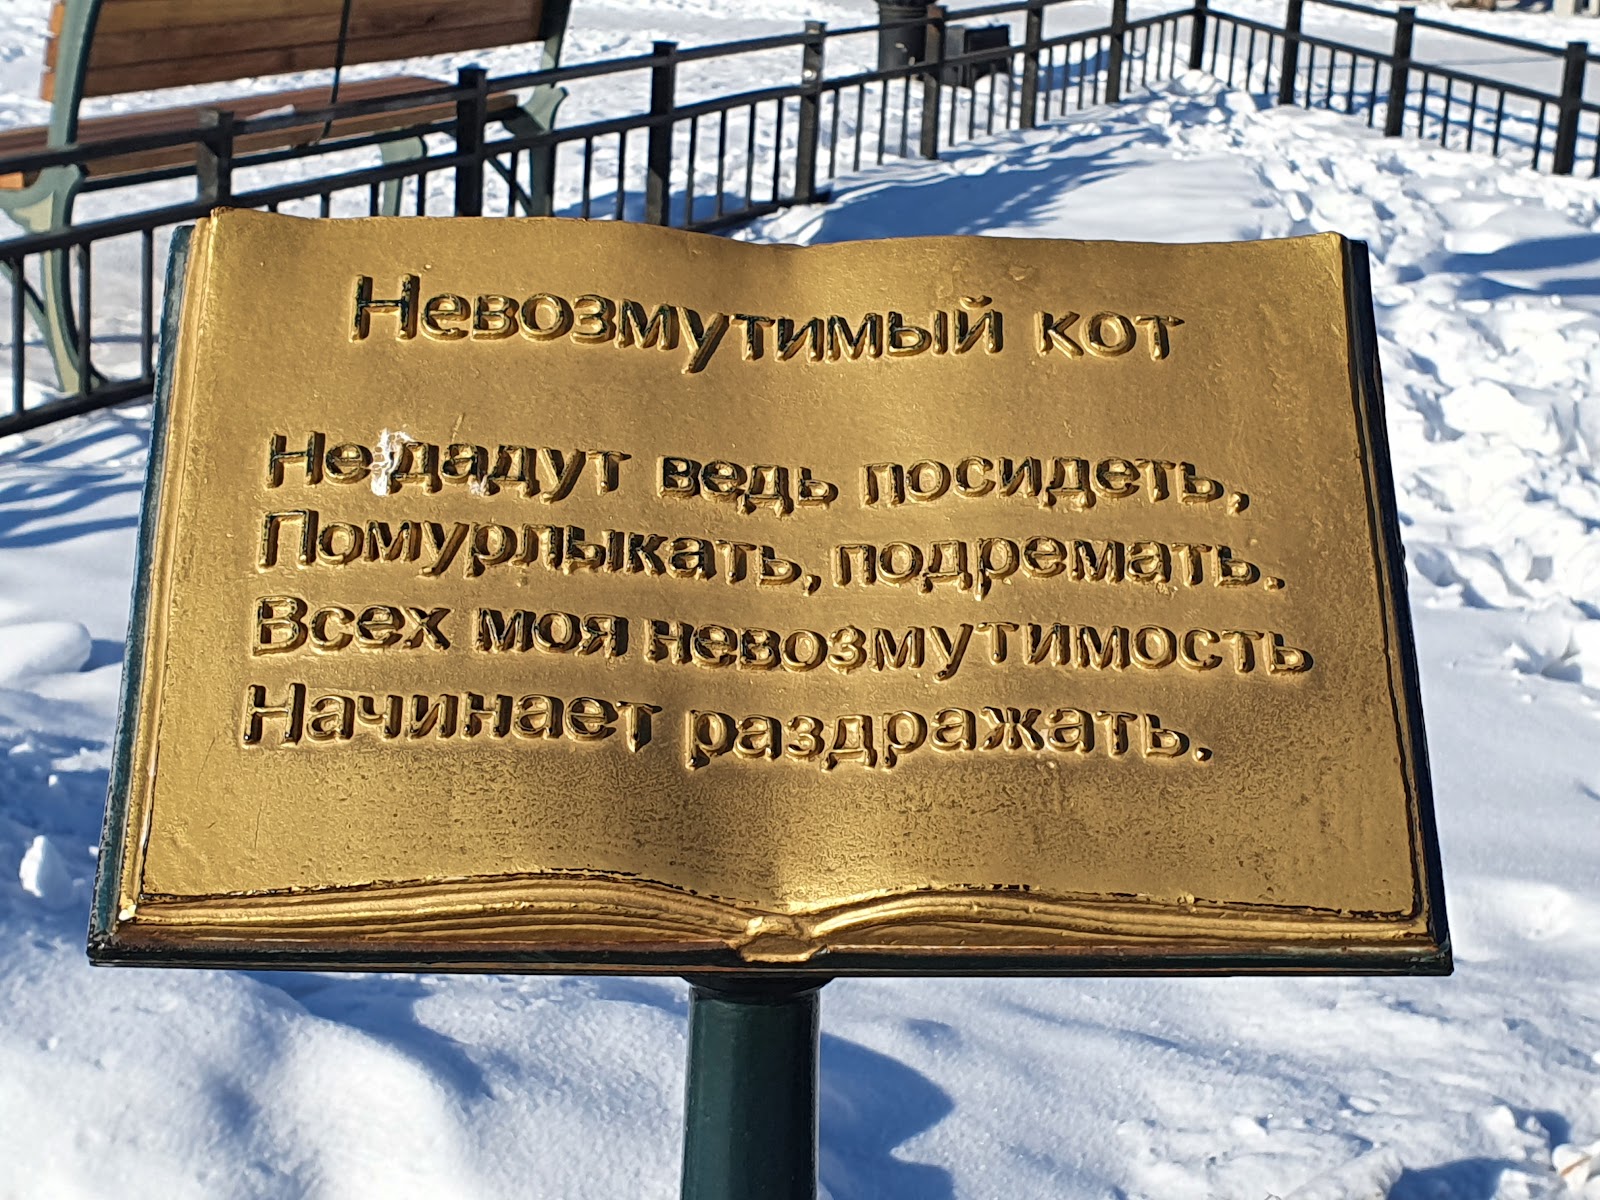 Невозмутимый кот
Не дадут ведь посидеть,
Помурлыкать, подремать.
Всех моя невозмутимость
Начинает раздражать.